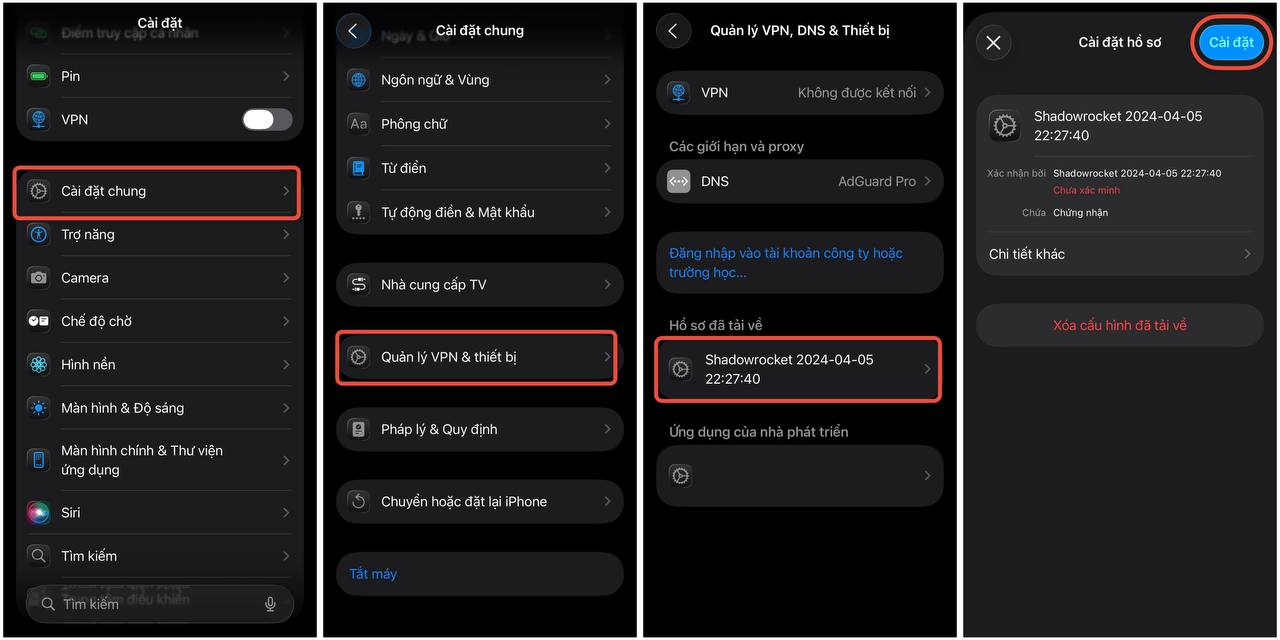 Cài đặt
Điểm truy cập cá nhân
Pin
VPN
Cài đặt chung
Trợ năng
Camera
Chế độ chờ
Hình nền
Màn hình & Độ sáng
Màn hình chính & Thư viện
ứng dụng
Siri
Tìm kiếm
Trung tâm điều khiển
Tìm kiếm
Cài đặt chung
Ngày & Giờ
Ngôn ngữ & Vùng
Aa
Phông chữ
Từ điển
Tự động điền & Mật khẩu
Nhà cung cấp TV
Quản lý VPN & thiết bị
Pháp lý & Quy định
Chuyển hoặc đặt lại iPhone
Tắt máy
Quản lý VPN, DNS & Thiết bị
VPN
Không được kết nối
Các giới hạn và proxy
DNS
AdGuard Pro
Đăng nhập vào tài khoản công ty hoặc
trường học...
Hồ sơ đã tải về
Shadowrocket 2024-04-05
22:27:40
Ứng dụng của nhà phát triển
Cài đặt hồ sơ
Cài đặt
Shadowrocket 2024-04-05
22:27:40
Xác nhận bởi Shadowrocket 2024-04-05 22:27:40
Chưa xác minh
Chứa Chứng nhận
Chi tiết khác
Xóa cấu hình đã tải về